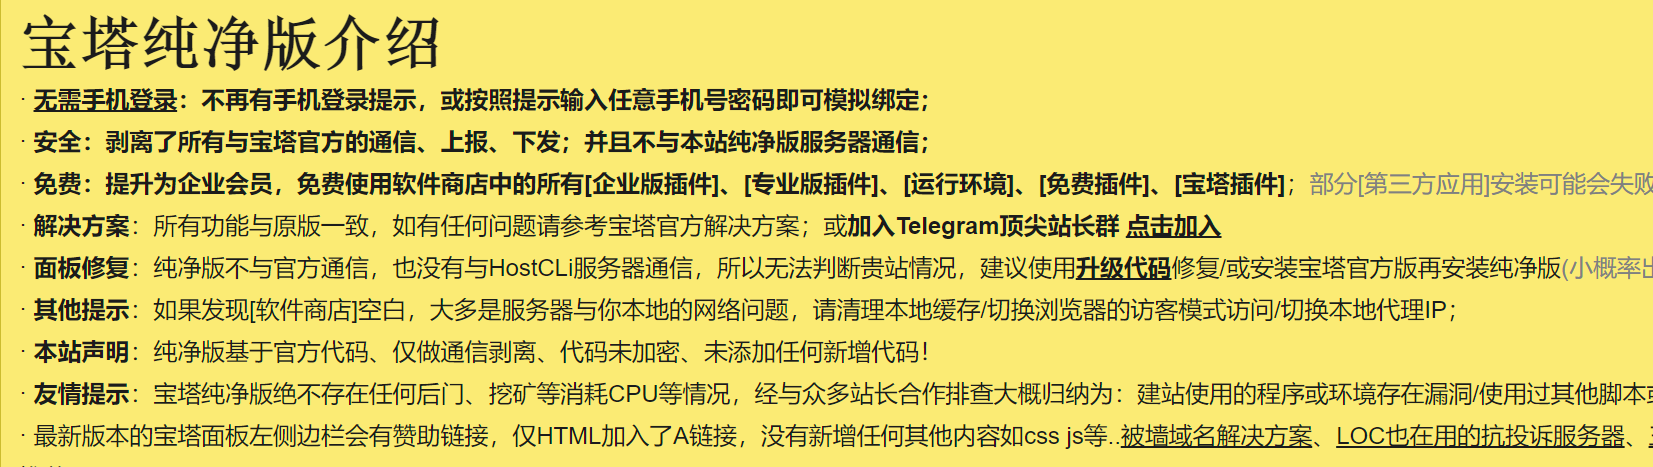 宝塔纯净版介绍
· 无需手机登录：不再有手机登录提示，或按照提示输入任意手机号密码即可模拟绑定；
· 安全：剥离了所有与宝塔官方的通信、上报、下发；并且不与本站纯净版服务器通信；
· 免费：提升为企业会员，免费使用软件商店中的所有[企业版插件]、[专业版插件]、[运行环境]、[免费插件]、[宝塔插件]；部分[第三方应用]安装可能会失败
· 解决方案：所有功能与原版一致，如有任何问题请参考宝塔官方解决方案；或加入Telegram顶尖站长群 点击加入
· 面板修复：纯净版不与官方通信，也没有与HostCLi服务器通信，所以无法判断贵站情况，建议使用升级代码修复/或安装宝塔官方版再安装纯净版(小概率出
· 其他提示：如果发现[软件商店]空白，大多是服务器与你本地的网络问题，请清理本地缓存/切换浏览器的访客模式访问/切换本地代理IP；
· 本站声明：纯净版基于官方代码、仅做通信剥离、代码未加密、未添加任何新增代码！
· 友情提示：宝塔纯净版绝不存在任何后门、挖矿等消耗CPU等情况，经与众多站长合作排查大概归纳为：建站使用的程序或环境存在漏洞/使用过其他脚本或
· 最新版本的宝塔面板左侧边栏会有赞助链接，仅HTML加入了A链接，没有新增任何其他内容如css js等..被墙域名解决方案、LOC也在用的抗投诉服务器、